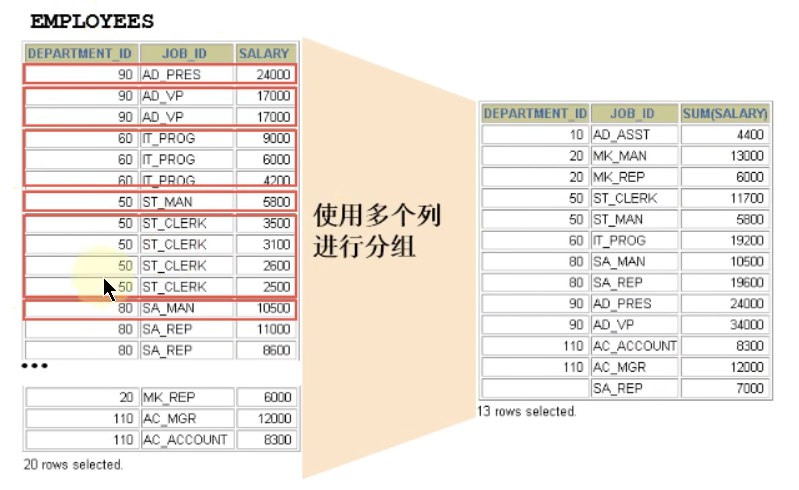 EMPLOYEES
DEPARTMENT_ID JOB_ID SALARY
90 AD_PRES 24000
90 AD_VP 17000
90 AD_VP 17000
60 IT_PROG 9000
60 IT_PROG 6000
60 IT_PROG 4200
50 ST_MAN 5800
50 ST_CLERK 3500
50 ST_CLERK 3100
50 ST_CLERK 2600
50 ST_CLERK 2500
80 SA_MAN 10500
80 SA_REP 11000
80 SA_REP 8600
•••
20 MK_REP 6000
110 AC_MGR 12000
110 AC_ACCOUNT 8300
20 rows selected.
使用多个列
进行分组
DEPARTMENT_ID JOB_ID SUM(SALARY)
10 AD_ASST 4400
20 MK_MAN 13000
20 MK_REP 6000
50 ST_CLERK 11700
50 ST_MAN 5800
60 IT_PROG 19200
80 SA_MAN 10500
80 SA_REP 19600
90 AD_PRES 24000
90 AD_VP 34000
110 AC_ACCOUNT 8300
110 AC_MGR 12000
SA_REP 7000
13 rows selected.